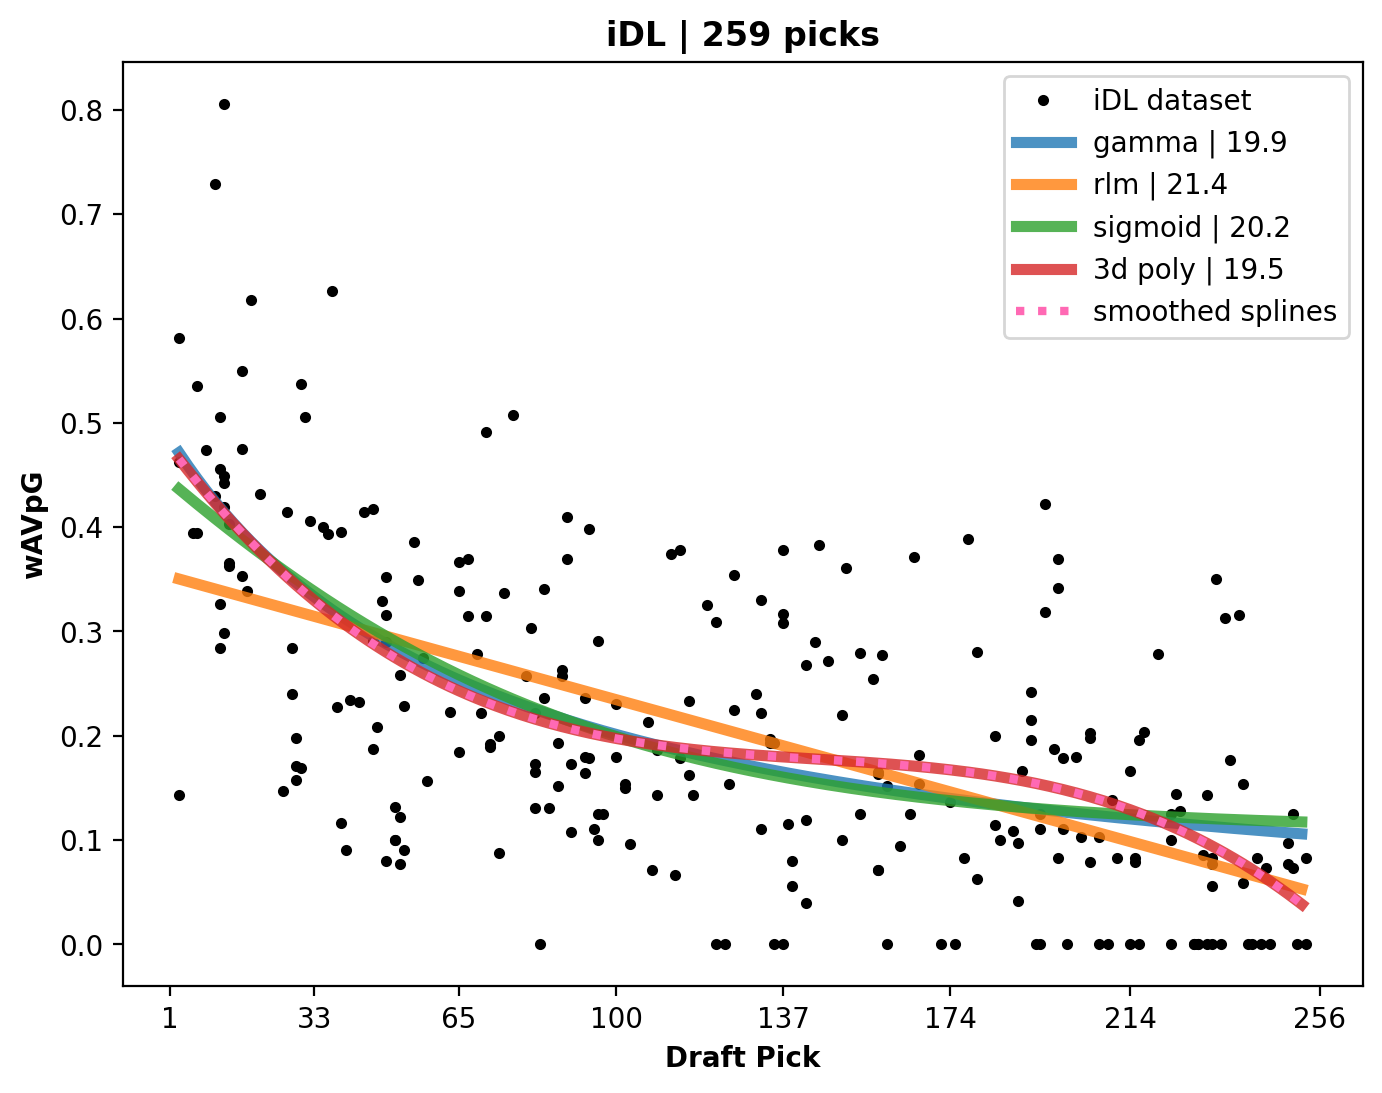 iDL | 259 picks
iDL dataset
gamma | 19.9
rlm | 21.4
sigmoid | 20.2
3d poly | 19.5
smoothed splines
wAVpG
0.8
0.7
0.6
0.5
0.4
0.3
0.2
0.1
0.0
1 33 65 100 137 174 214 256
Draft Pick